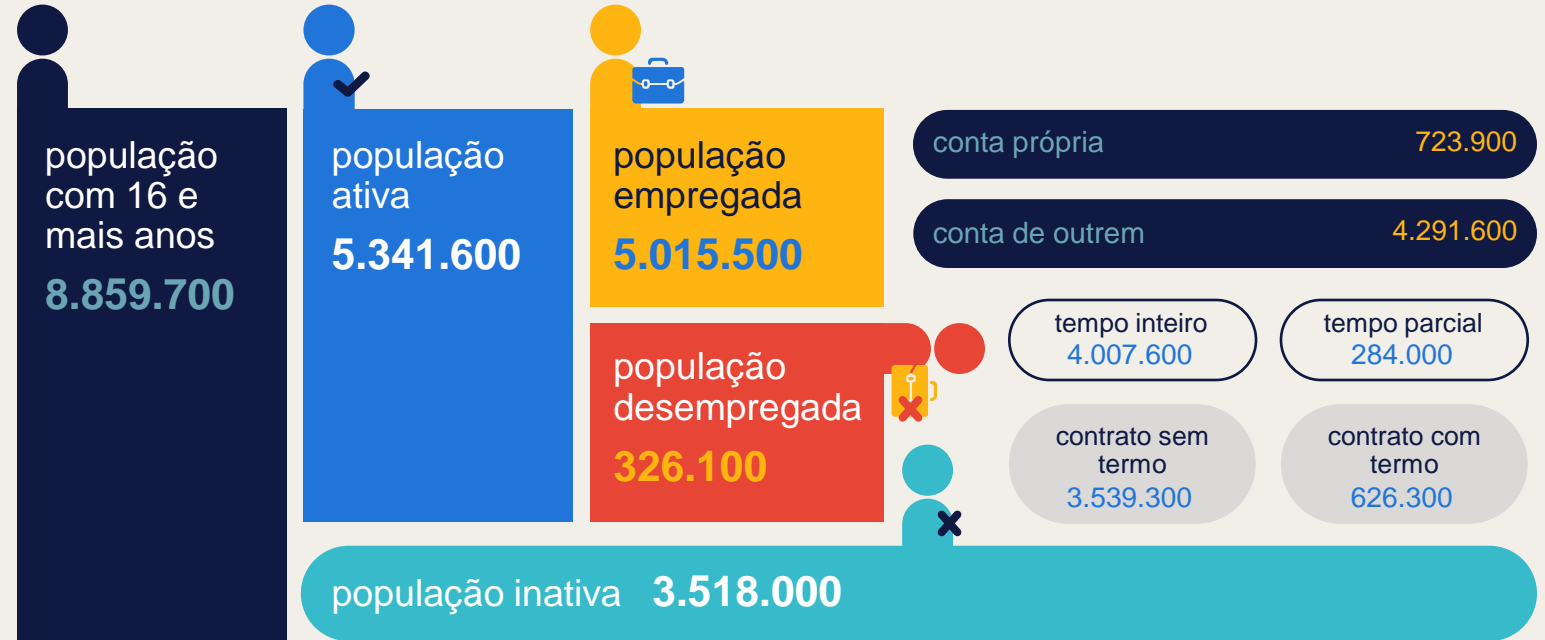 população
com 16 e
mais anos
8.859.700
população
ativa
5.341.600
população
empregada
5.015.500
população
desempregada
326.100
conta própria 723.900
conta de outrem 4.291.600
tempo inteiro
4.007.600
tempo parcial
284.000
contrato sem
termo
3.539.300
contrato com
termo
626.300
população inativa 3.518.000